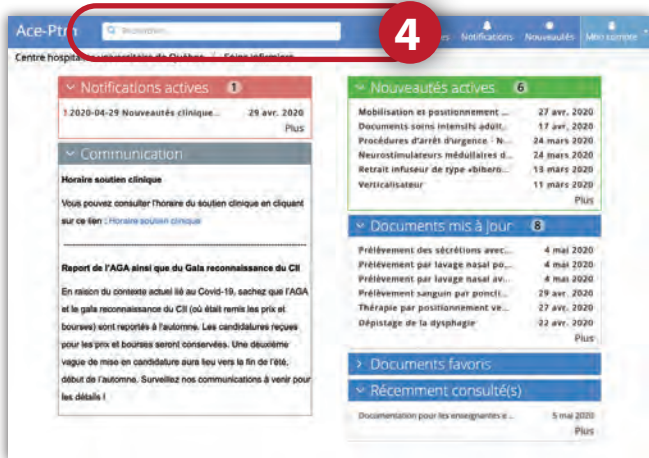 Ace-Ptm
Rechercher...
4
Notifications
Nouveautés
Mon compte
Centre hospitalier universitaire de Québec / Soins infirmiers
Notifications actives 1
1.2020-04-29 Nouveautés clinique... 29 avr. 2020
Plus
Communication
Horaire soutien clinique
Vous pouvez consulter l'horaire du soutien clinique en cliquant
sur ce lien : Horaire soutien clinique
Report de l'AGA ainsi que du Gala reconnaissance du CII
En raison du contexte actuel lié au Covid-19, sachez que l'AGA
et le gala reconnaissance du CII (où était remis les prix et
bourses) sont reportés à l'automne. Les candidatures reçues
pour les prix et bourses seront conservées. Une deuxième
vague de mise en candidature aura lieu vers la fin de l'été,
début de l'automne. Surveillez nos communications à venir pour
les détails !
Nouveautés actives 6
Mobilisation et positionnement ... 27 avr. 2020
Documents soins intensifs adult... 17 avr. 2020
Procédures d'arrêt d'urgence - N... 24 mars 2020
Neurostimulateurs médullaires d... 24 mars 2020
Retrait infuseur de type «bibero... 13 mars 2020
Verticalisateur 11 mars 2020
Plus
Documents mis à jour 8
Prélèvement des sécrétions avec... 4 mai 2020
Prélèvement par lavage nasal po... 4 mai 2020
Prélèvement par lavage nasal av... 4 mai 2020
Prélèvement sanguin par poncti... 29 avr. 2020
Thérapie par positionnement ve... 27 avr. 2020
Dépistage de la dysphagie 22 avr. 2020
Plus
Documents favoris
Récemment consulté(s)
Documentation pour les enseignantes e... 5 mai 2020
Plus